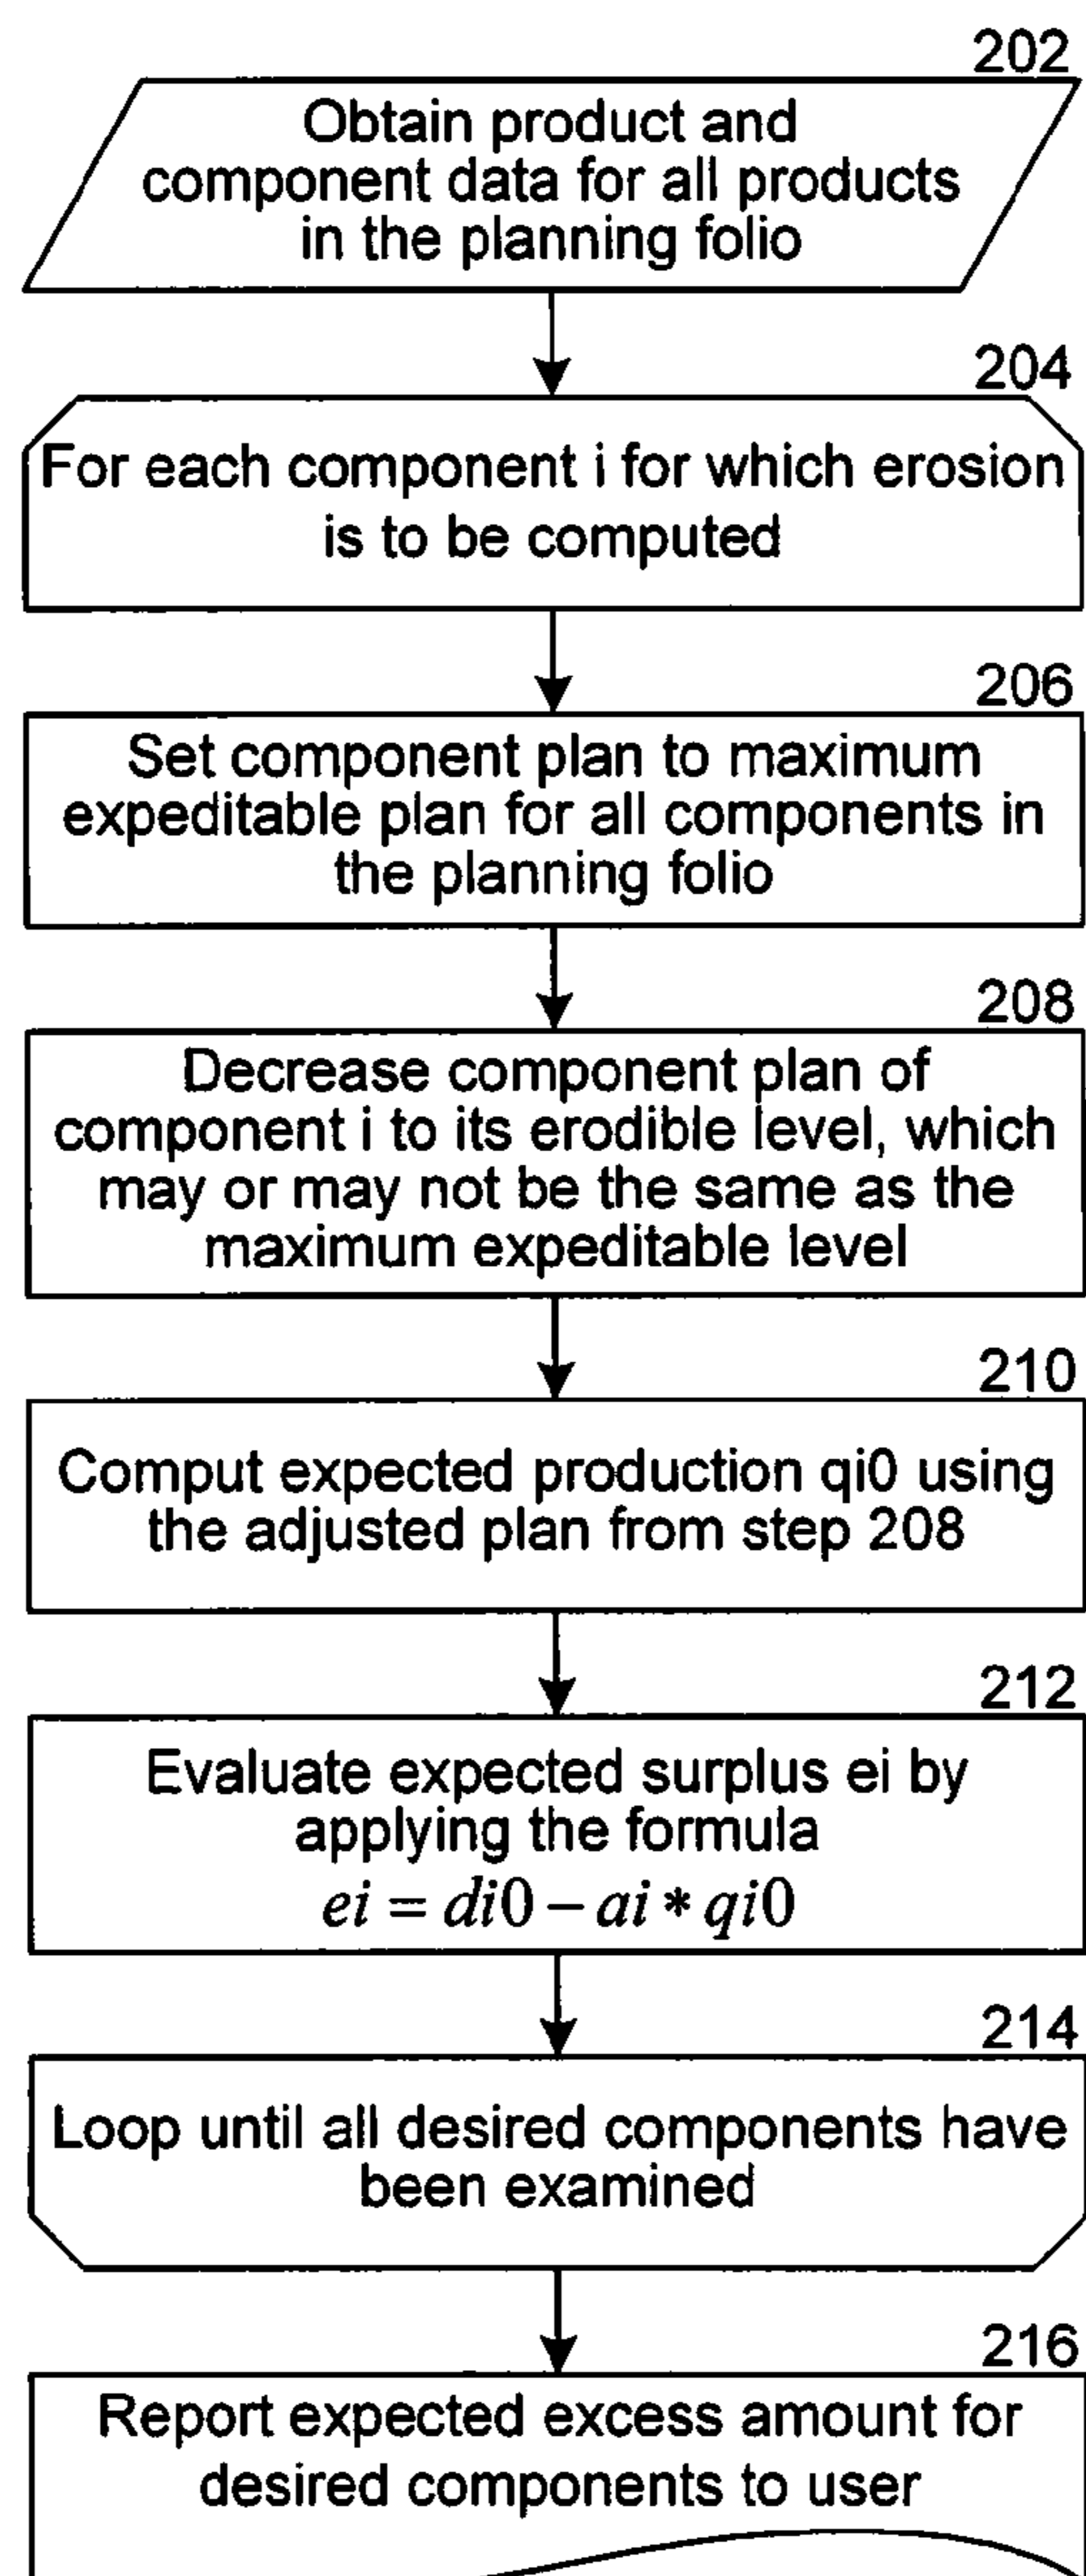 202
Obtain product and
component data for all products
in the planning folio
204
For each component i for which erosion
is to be computed
206
Set component plan to maximum
expeditable plan for all components in
the planning folio
208
Decrease component plan of
component i to its erodible level, which
may or may not be the same as the
maximum expeditable level
210
Comput expected production qi0 using
the adjusted plan from step 208
212
Evaluate expected surplus ei by
applying the formula
ei = di0 – ai * qi0
214
Loop until all desired components have
been examined
216
Report expected excess amount for
desired components to user